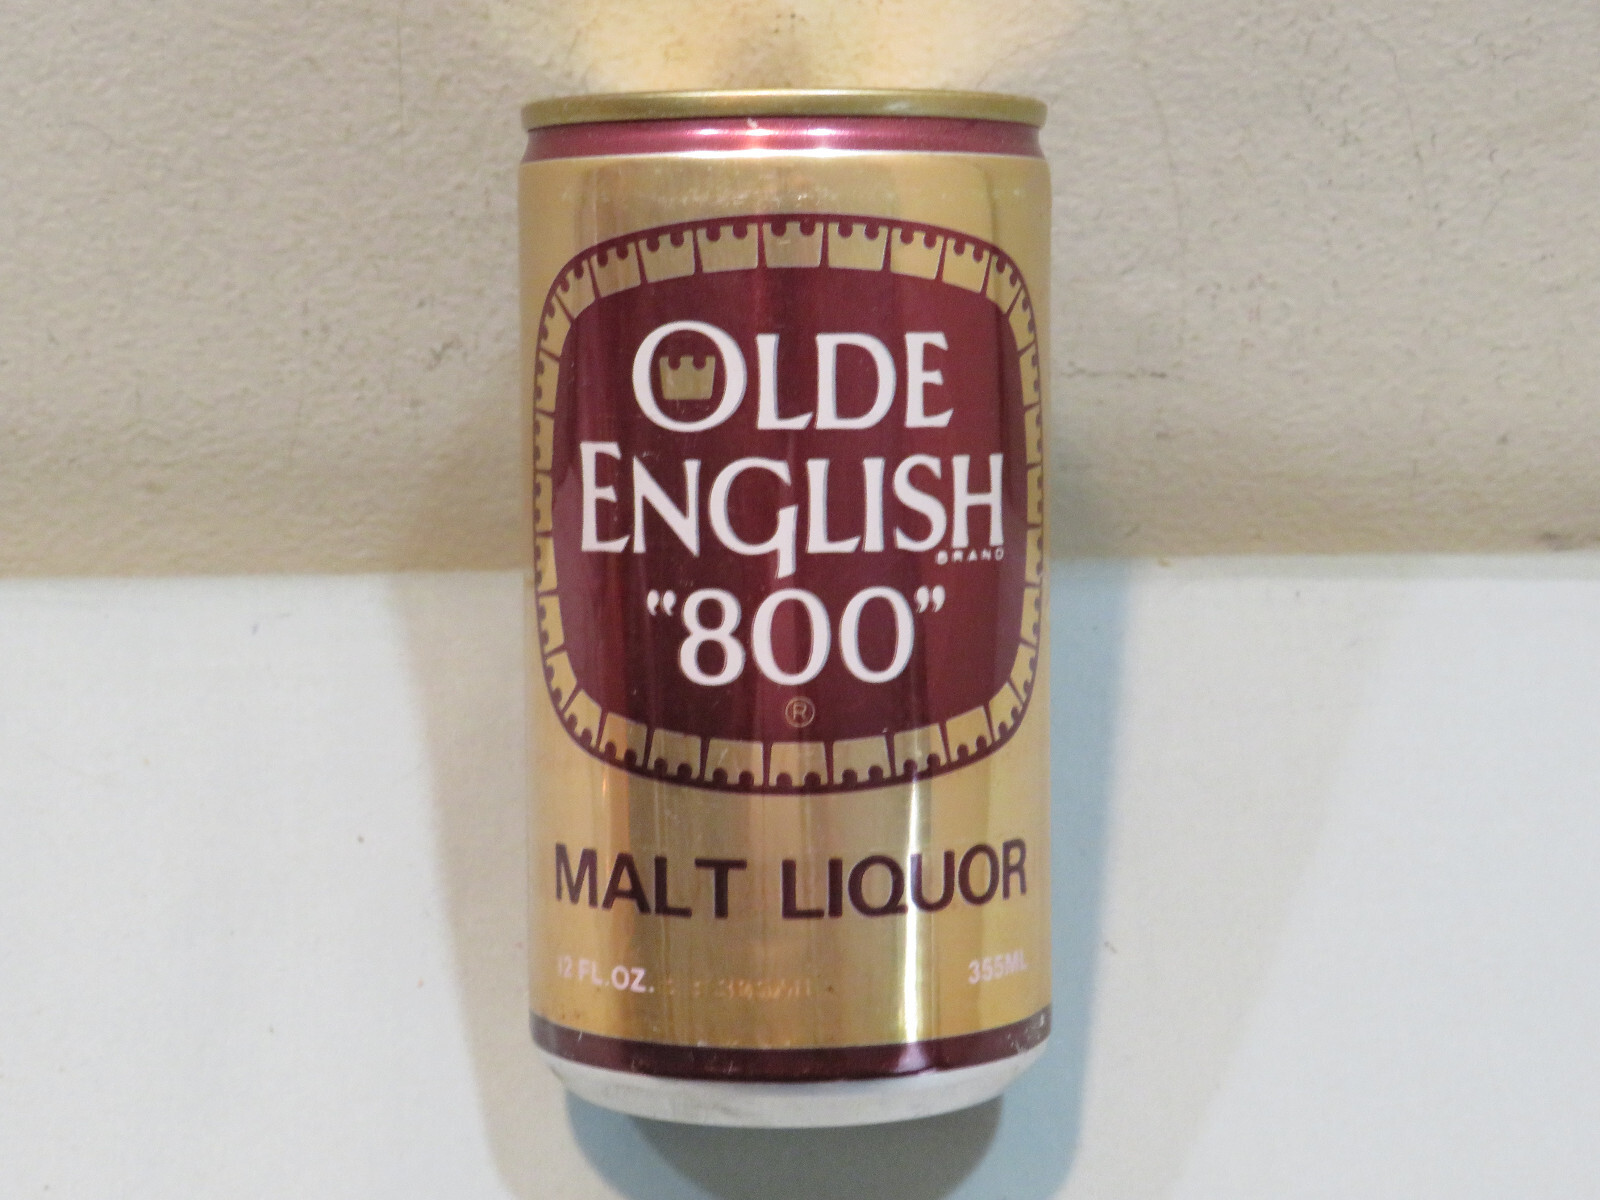 OLDE
ENGLISH
BRAND
“800”
®
MALT LIQUOR
12 FL.OZ. 355ML